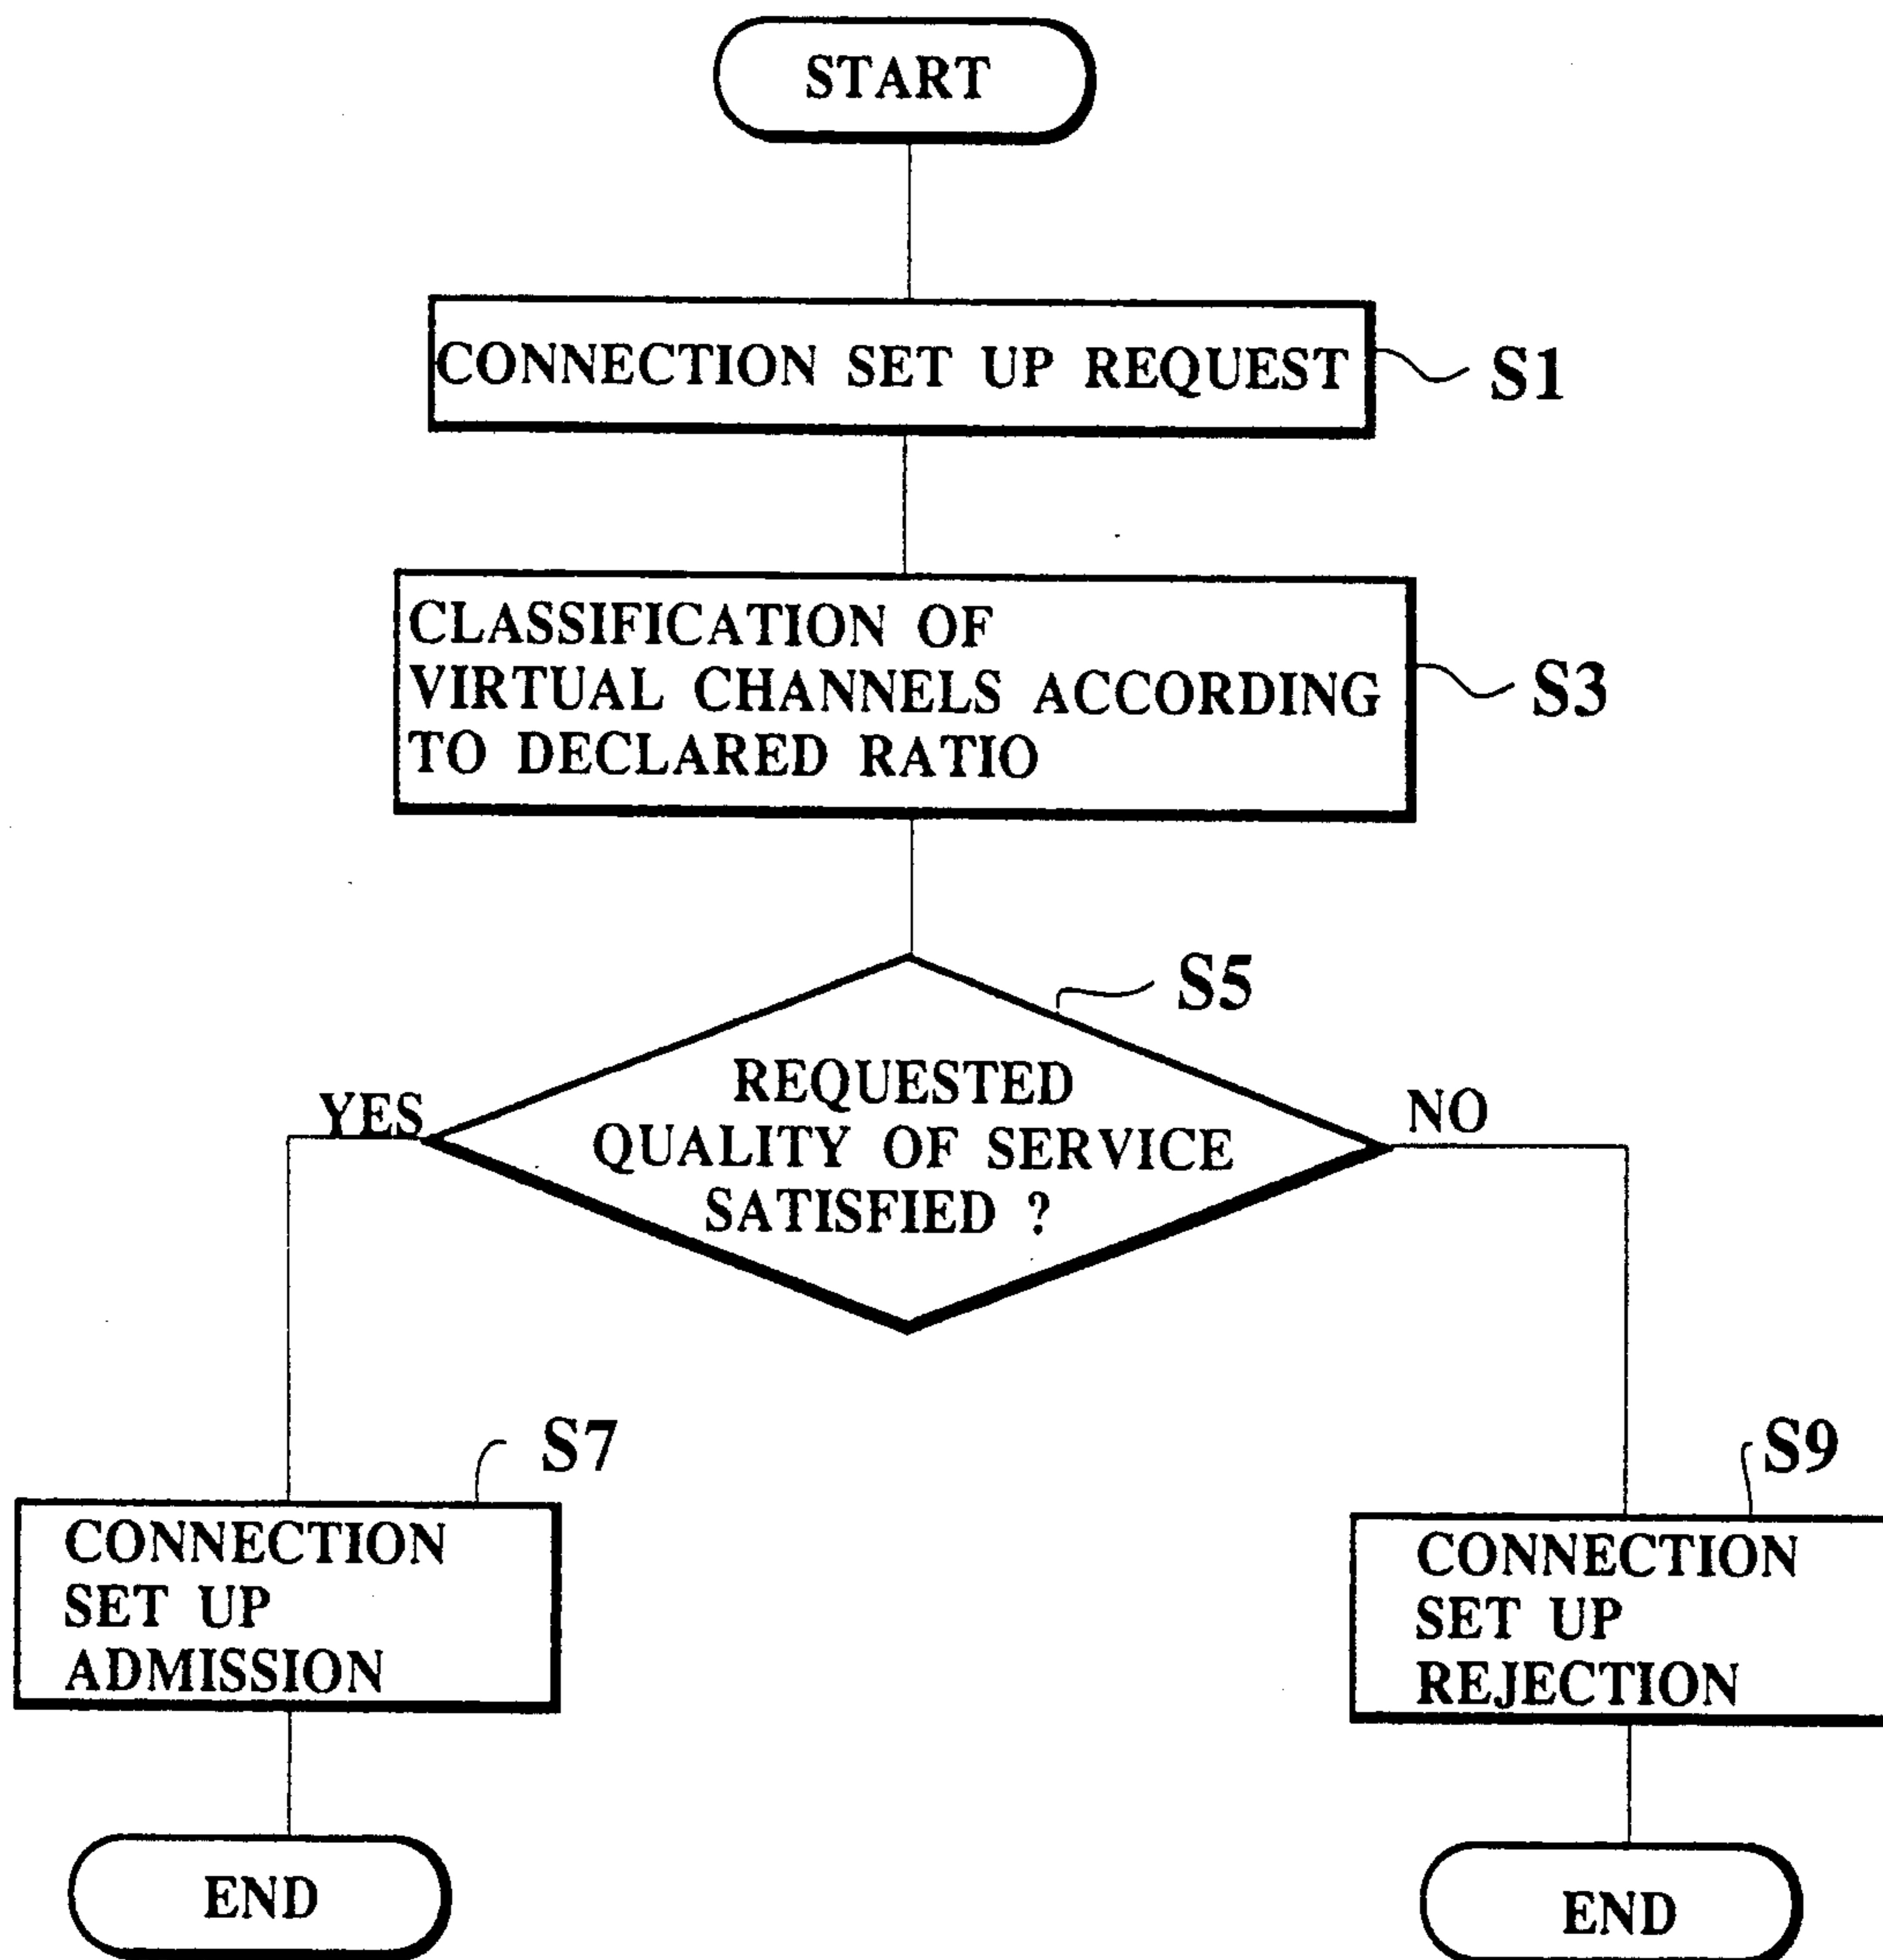 START
CONNECTION SET UP REQUEST
S1
CLASSIFICATION OF
VIRTUAL CHANNELS ACCORDING
TO DECLARED RATIO
S3
S5
REQUESTED
QUALITY OF SERVICE
SATISFIED ?
YES
NO
S7
CONNECTION
SET UP
ADMISSION
S9
CONNECTION
SET UP
REJECTION
END
END